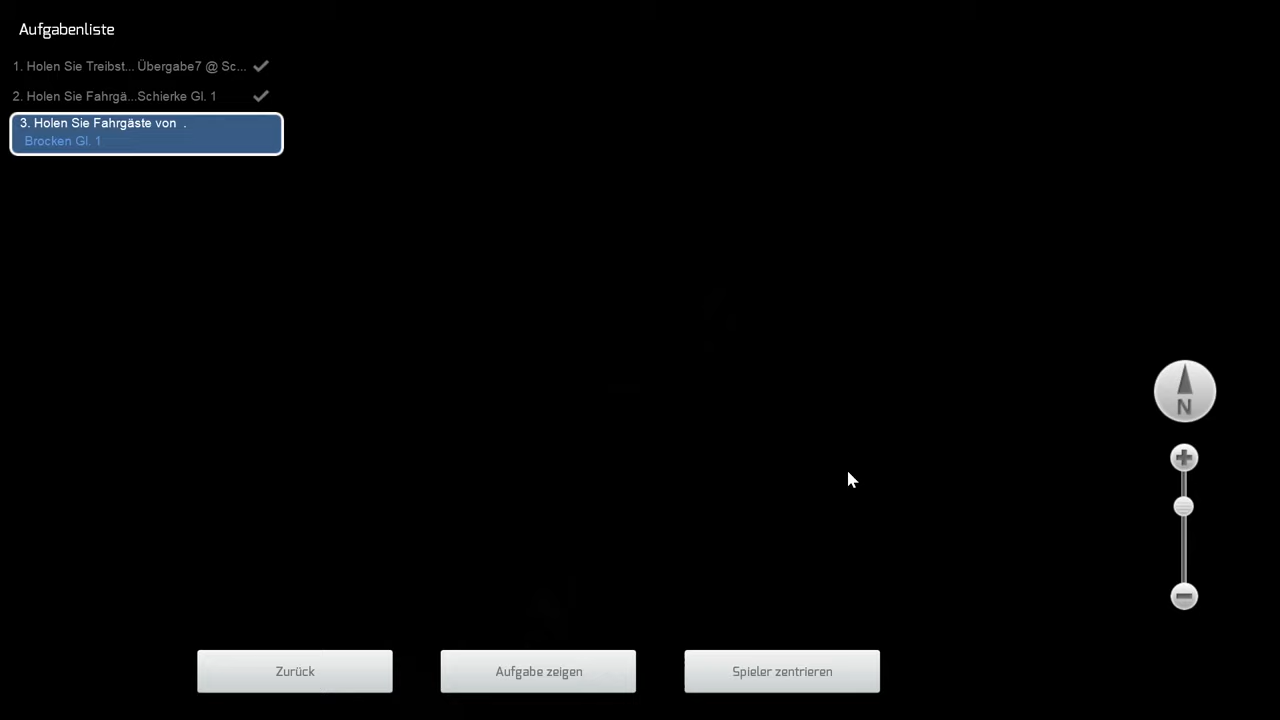 Aufgabenliste
1. Holen Sie Treibst... Übergabe7 @ Sc...
2. Holen Sie Fahrgä...Schierke Gl. 1
3. Holen Sie Fahrgäste von .
Brocken Gl. 1
N
Zurück
Aufgabe zeigen
Spieler zentrieren